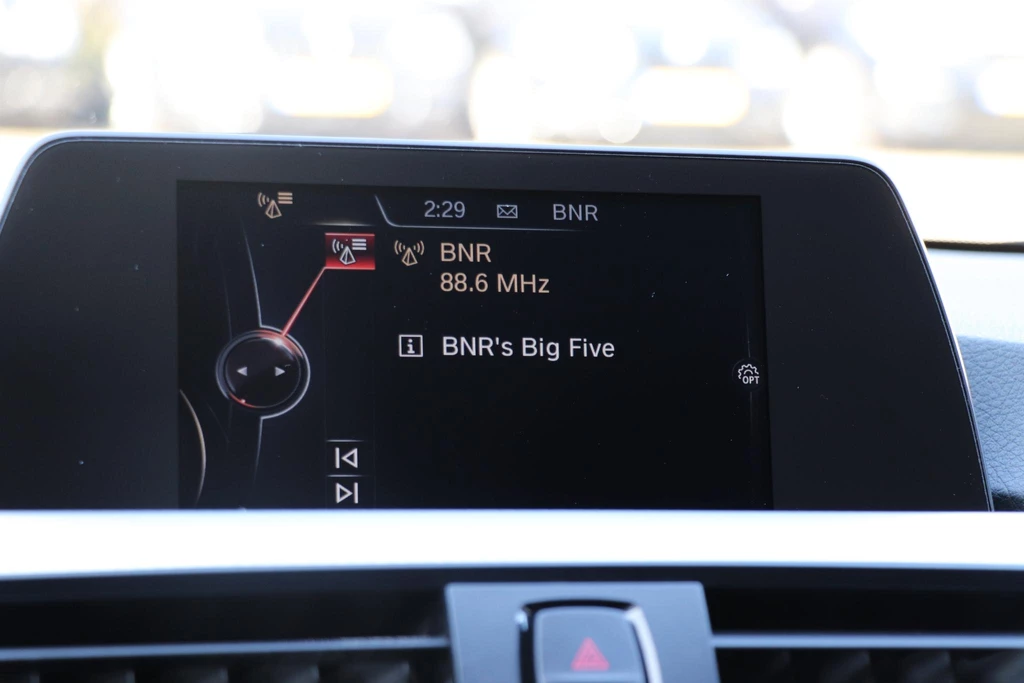 2:29 BNR
BNR
88.6 MHz
i BNR's Big Five
OPT